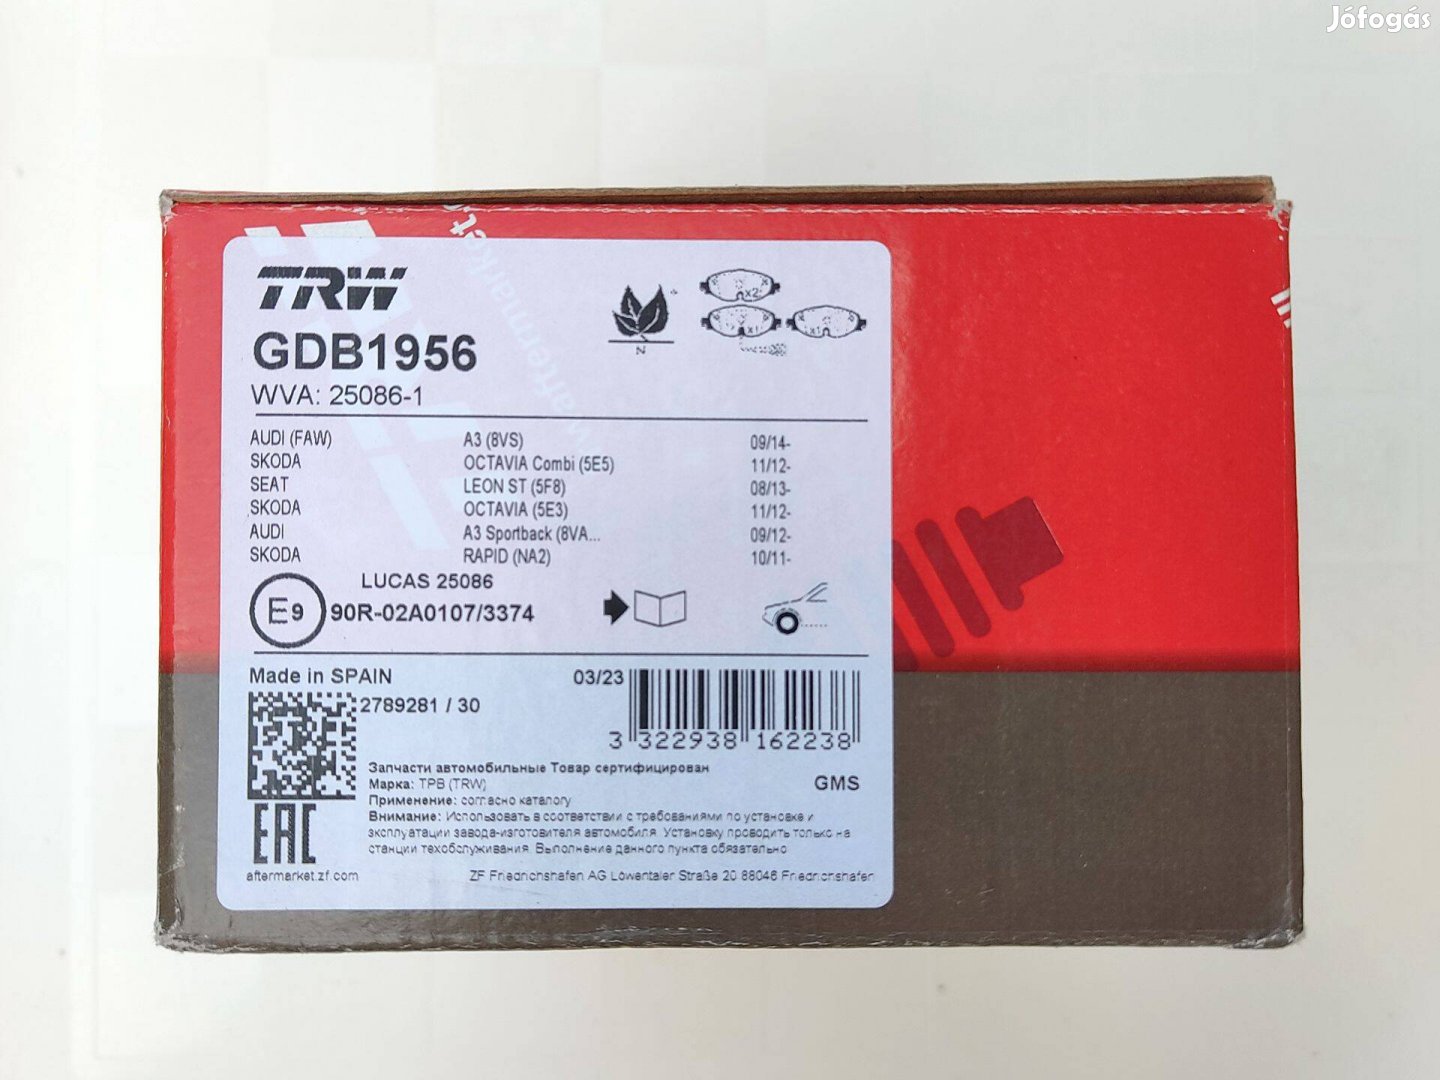 Jófogás
TRW
GDB1956
WVA: 25086-1
AUDI (FAW) A3 (8VS) 09/14-
SKODA OCTAVIA Combi (5E5) 11/12-
SEAT LEON ST (5F8) 08/13-
SKODA OCTAVIA (5E3) 11/12-
AUDI A3 Sportback (8VA... 09/12-
SKODA RAPID (NA2) 10/11-
LUCAS 25086
E9 90R-02A0107/3374
Made in SPAIN 03/23
2789281 / 30
3 322938 162238
Запчасти автомобильные Товар сертифицирован
Марка: ТРВ (TRW) GMS
Применение: согласно каталогу
Внимание: Использовать в соответствии с требованиями по установке и
эксплуатации завода-изготовителя автомобиля. Установку проводить только на
станции техобслуживания. Выполнение данного пункта обязательно
EAC
aftermarket.zf.com ZF Friedrichshafen AG Löwentaler Straße 20 88046 Friedrichshafen